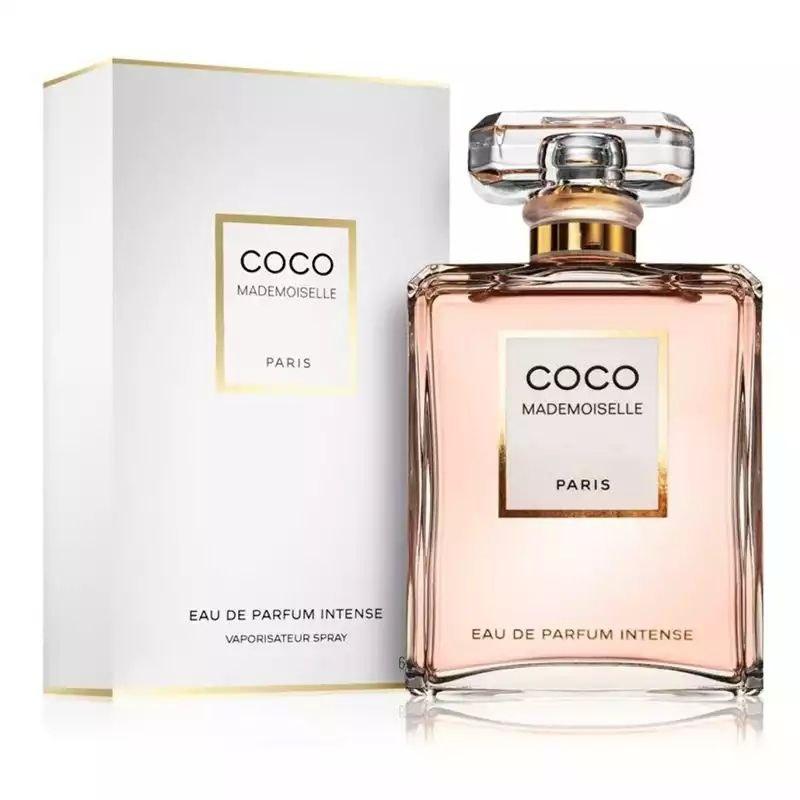 COCO
MADEMOISELLE
PARIS
EAU DE PARFUM INTENSE
VAPORISATEUR SPRAY
COCO
MADEMOISELLE
PARIS
EAU DE PARFUM INTENSE